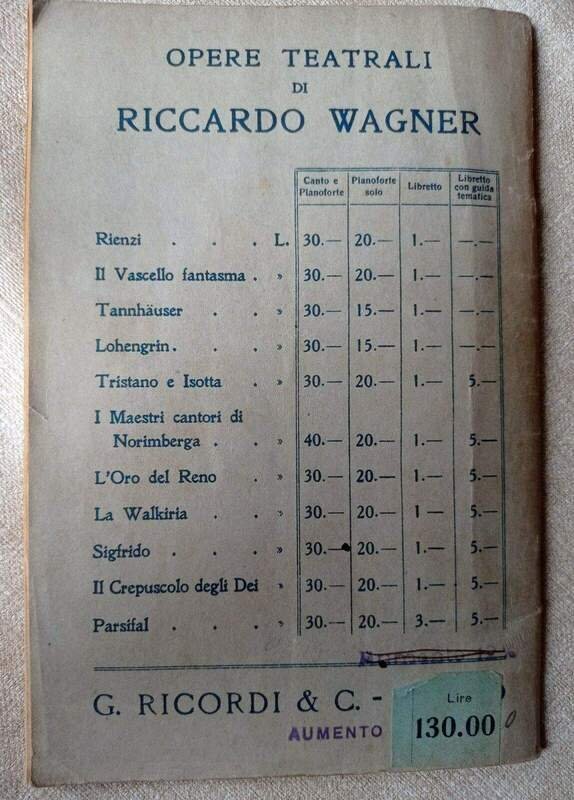 OPERE TEATRALI
DI
RICCARDO WAGNER
Canto e Pianoforte Pianoforte solo Libretto Libretto con guida tematica
Rienzi . . . L. 30.— 20.— 1.— —.—
Il Vascello fantasma . » 30.— 20.— 1.— —.—
Tannhäuser . . » 30.— 15.— 1.— —.—
Lohengrin. . . » 30.— 15.— 1.— —.—
Tristano e Isotta . » 30.— 20.— 1.— 5.—
I Maestri cantori di
Norimberga . . » 40.— 20.— 1.— 5.—
L'Oro del Reno . » 30.— 20.— 1.— 5.—
La Walkiria . . » 30.— 20.— 1.— 5.—
Sigfrido . . . » 30.— 20.— 1.— 5.—
Il Crepuscolo degli Dei » 30.— 20.— 1.— 5.—
Parsifal . . . » 30.— 20.— 3.— 5.—
G. RICORDI & C. -
AUMENTO
Lire
130.00